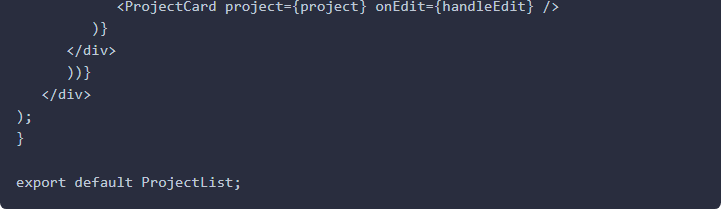 <ProjectCard project={project} onEdit={handleEdit} />
)}
</div>
))}
</div>
);
}
export default ProjectList;